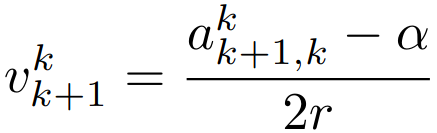 $v_{k+1}^{k} = \frac{a_{k+1,k}^{k} - \alpha}{2r}$